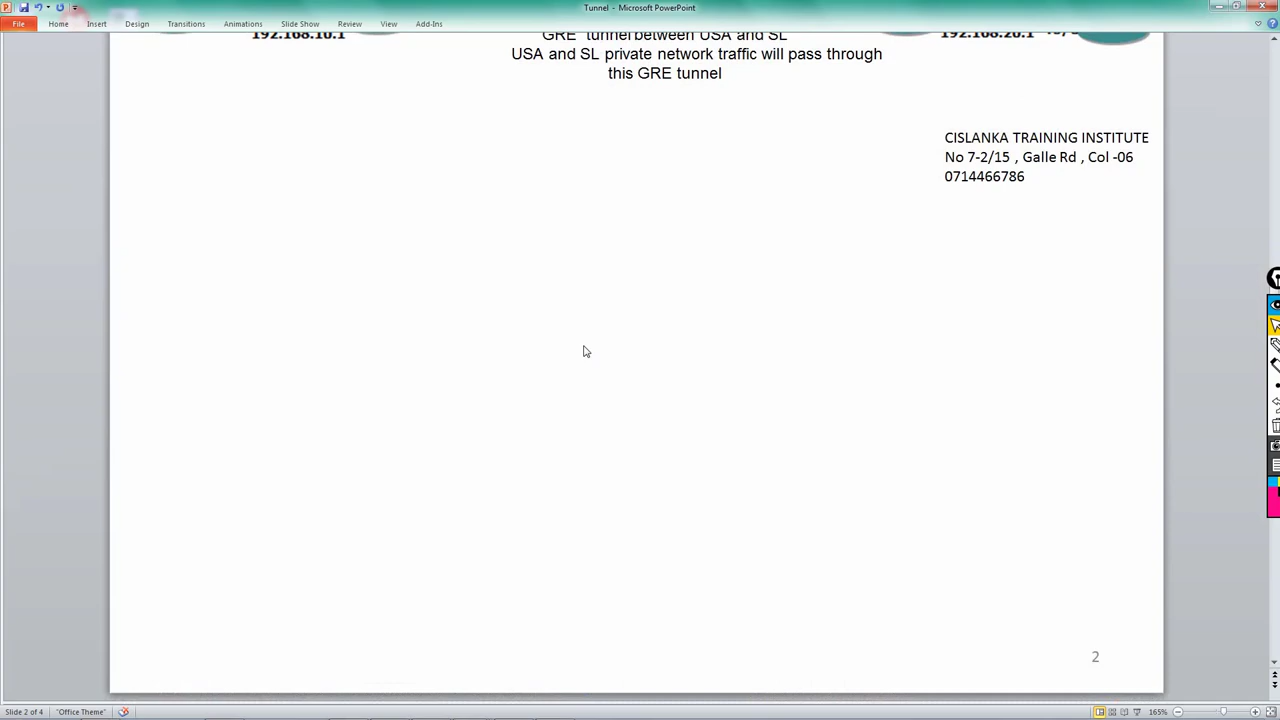 Tunnel - Microsoft PowerPoint
File Home Insert Design Transitions Animations Slide Show Review View Add-Ins
192.168.10.1
GRE tunnel between USA and SL
192.168.20.1
USA and SL private network traffic will pass through
this GRE tunnel
CISLANKA TRAINING INSTITUTE
No 7-2/15 , Galle Rd , Col -06
0714466786
2
Slide 2 of 4 "Office Theme" 165%